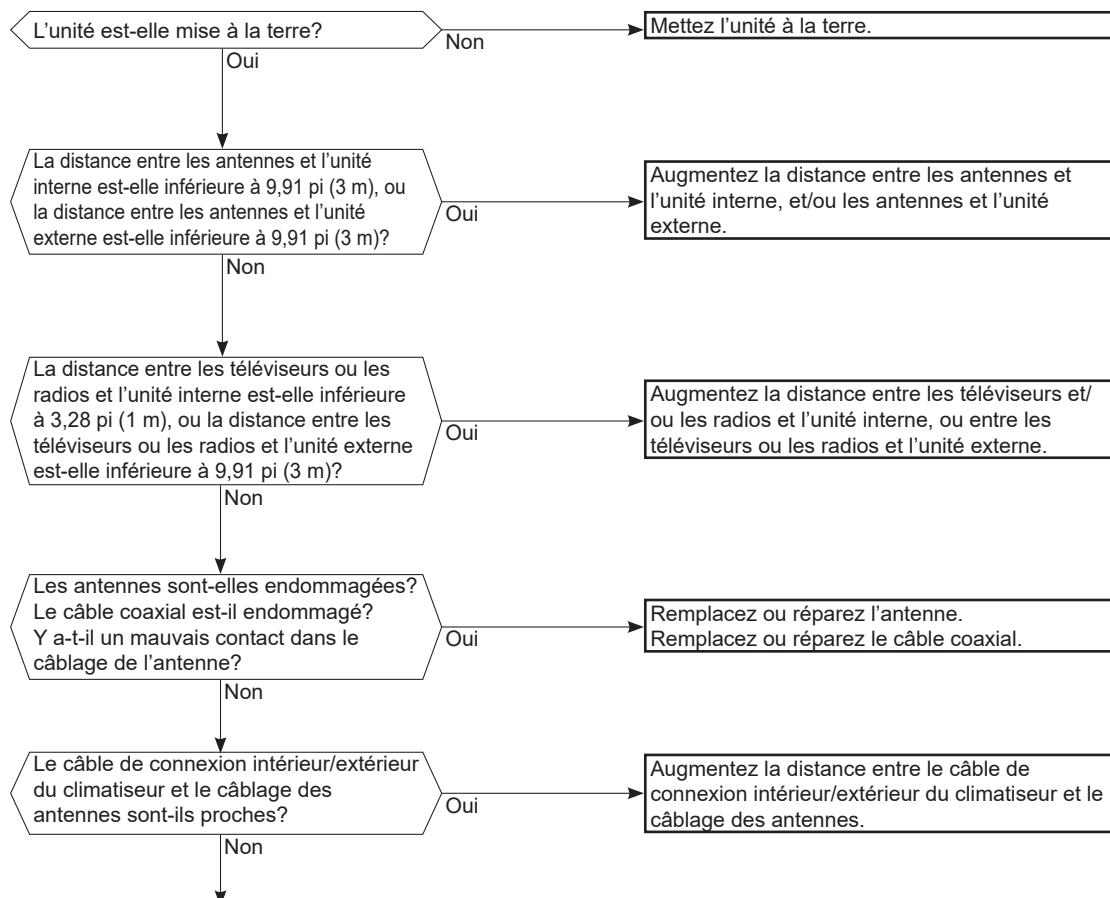 L’unité est-elle mise à la terre?
Non
Mettez l’unité à la terre.
Oui
La distance entre les antennes et l’unité
interne est-elle inférieure à 9,91 pi (3 m), ou
la distance entre les antennes et l’unité
externe est-elle inférieure à 9,91 pi (3 m)?
Oui
Augmentez la distance entre les antennes et
l’unité interne, et/ou les antennes et l’unité
externe.
Non
La distance entre les téléviseurs ou les
radios et l’unité interne est-elle inférieure
à 3,28 pi (1 m), ou la distance entre les
téléviseurs ou les radios et l’unité externe
est-elle inférieure à 9,91 pi (3 m)?
Oui
Augmentez la distance entre les téléviseurs et/
ou les radios et l’unité interne, ou entre les
téléviseurs ou les radios et l’unité externe.
Non
Les antennes sont-elles endommagées?
Le câble coaxial est-il endommagé?
Y a-t-il un mauvais contact dans le
câblage de l’antenne?
Oui
Remplacez ou réparez l’antenne.
Remplacez ou réparez le câble coaxial.
Non
Le câble de connexion intérieur/extérieur
du climatiseur et le câblage des
antennes sont-ils proches?
Oui
Augmentez la distance entre le câble de
connexion intérieur/extérieur du climatiseur et le
câblage des antennes.
Non